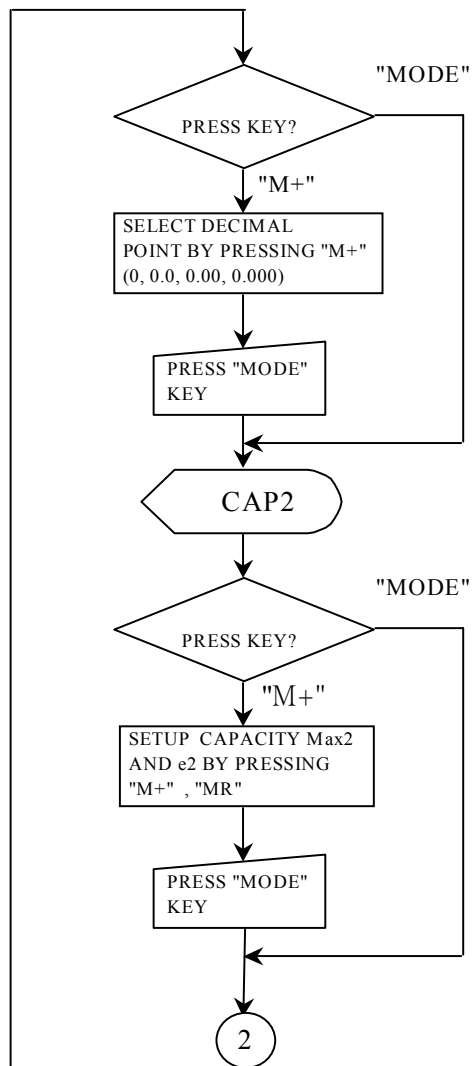 "MODE"
PRESS KEY?
"M+"
SELECT DECIMAL
POINT BY PRESSING "M+"
(0, 0.0, 0.00, 0.000)
PRESS "MODE"
KEY
CAP2
"MODE"
PRESS KEY?
"M+"
SETUP CAPACITY Max2
AND e2 BY PRESSING
"M+" , "MR"
PRESS "MODE"
KEY
2